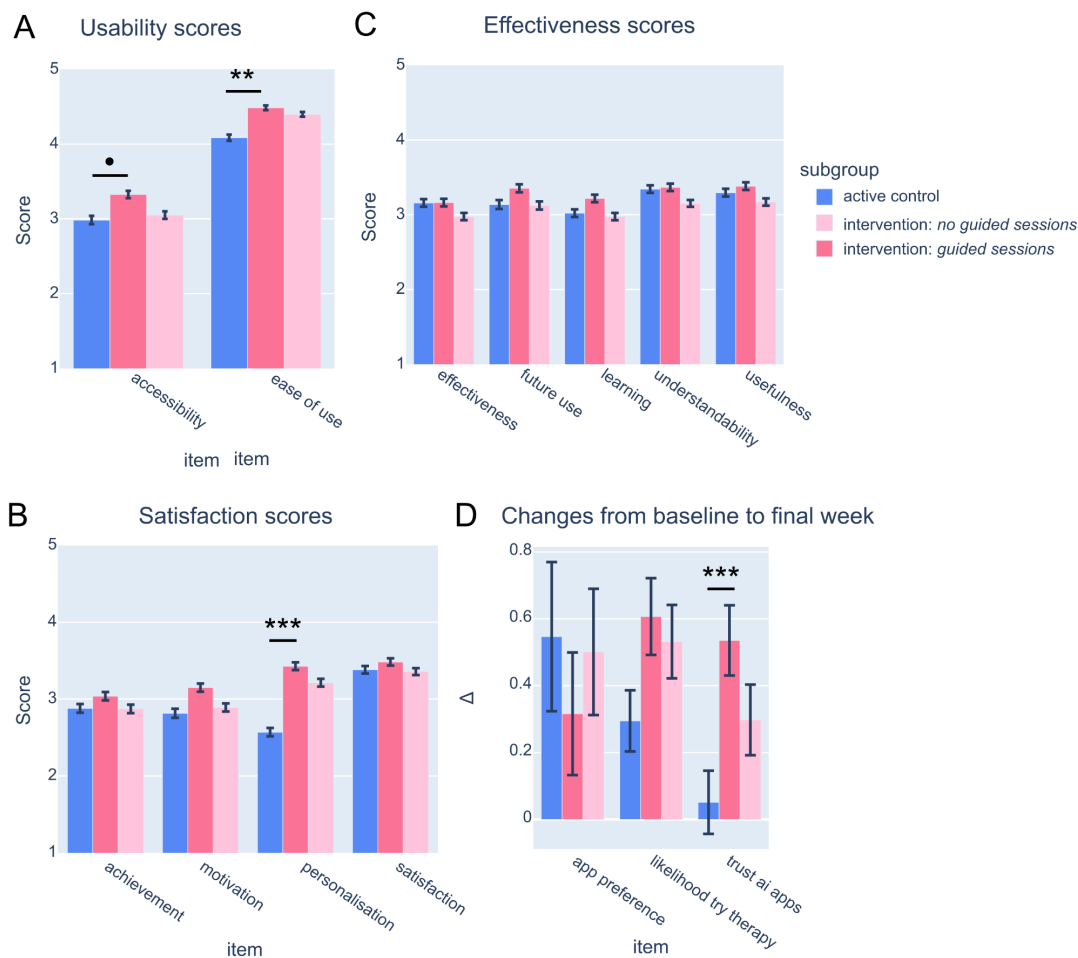 A
Usability scores
5
4
3
2
1
Score
•
**
accessibility
ease of use
item
item
C
Effectiveness scores
5
4
3
2
1
Score
effectiveness
future use
learning
understandability
usefulness
subgroup
active control
intervention: no guided sessions
intervention: guided sessions
B
Satisfaction scores
5
4
3
2
1
Score
***
achievement
motivation
personalisation
satisfaction
item
D
Changes from baseline to final week
0.8
0.6
0.4
0.2
0
Δ
***
app preference
likelihood try therapy
trust ai apps
item